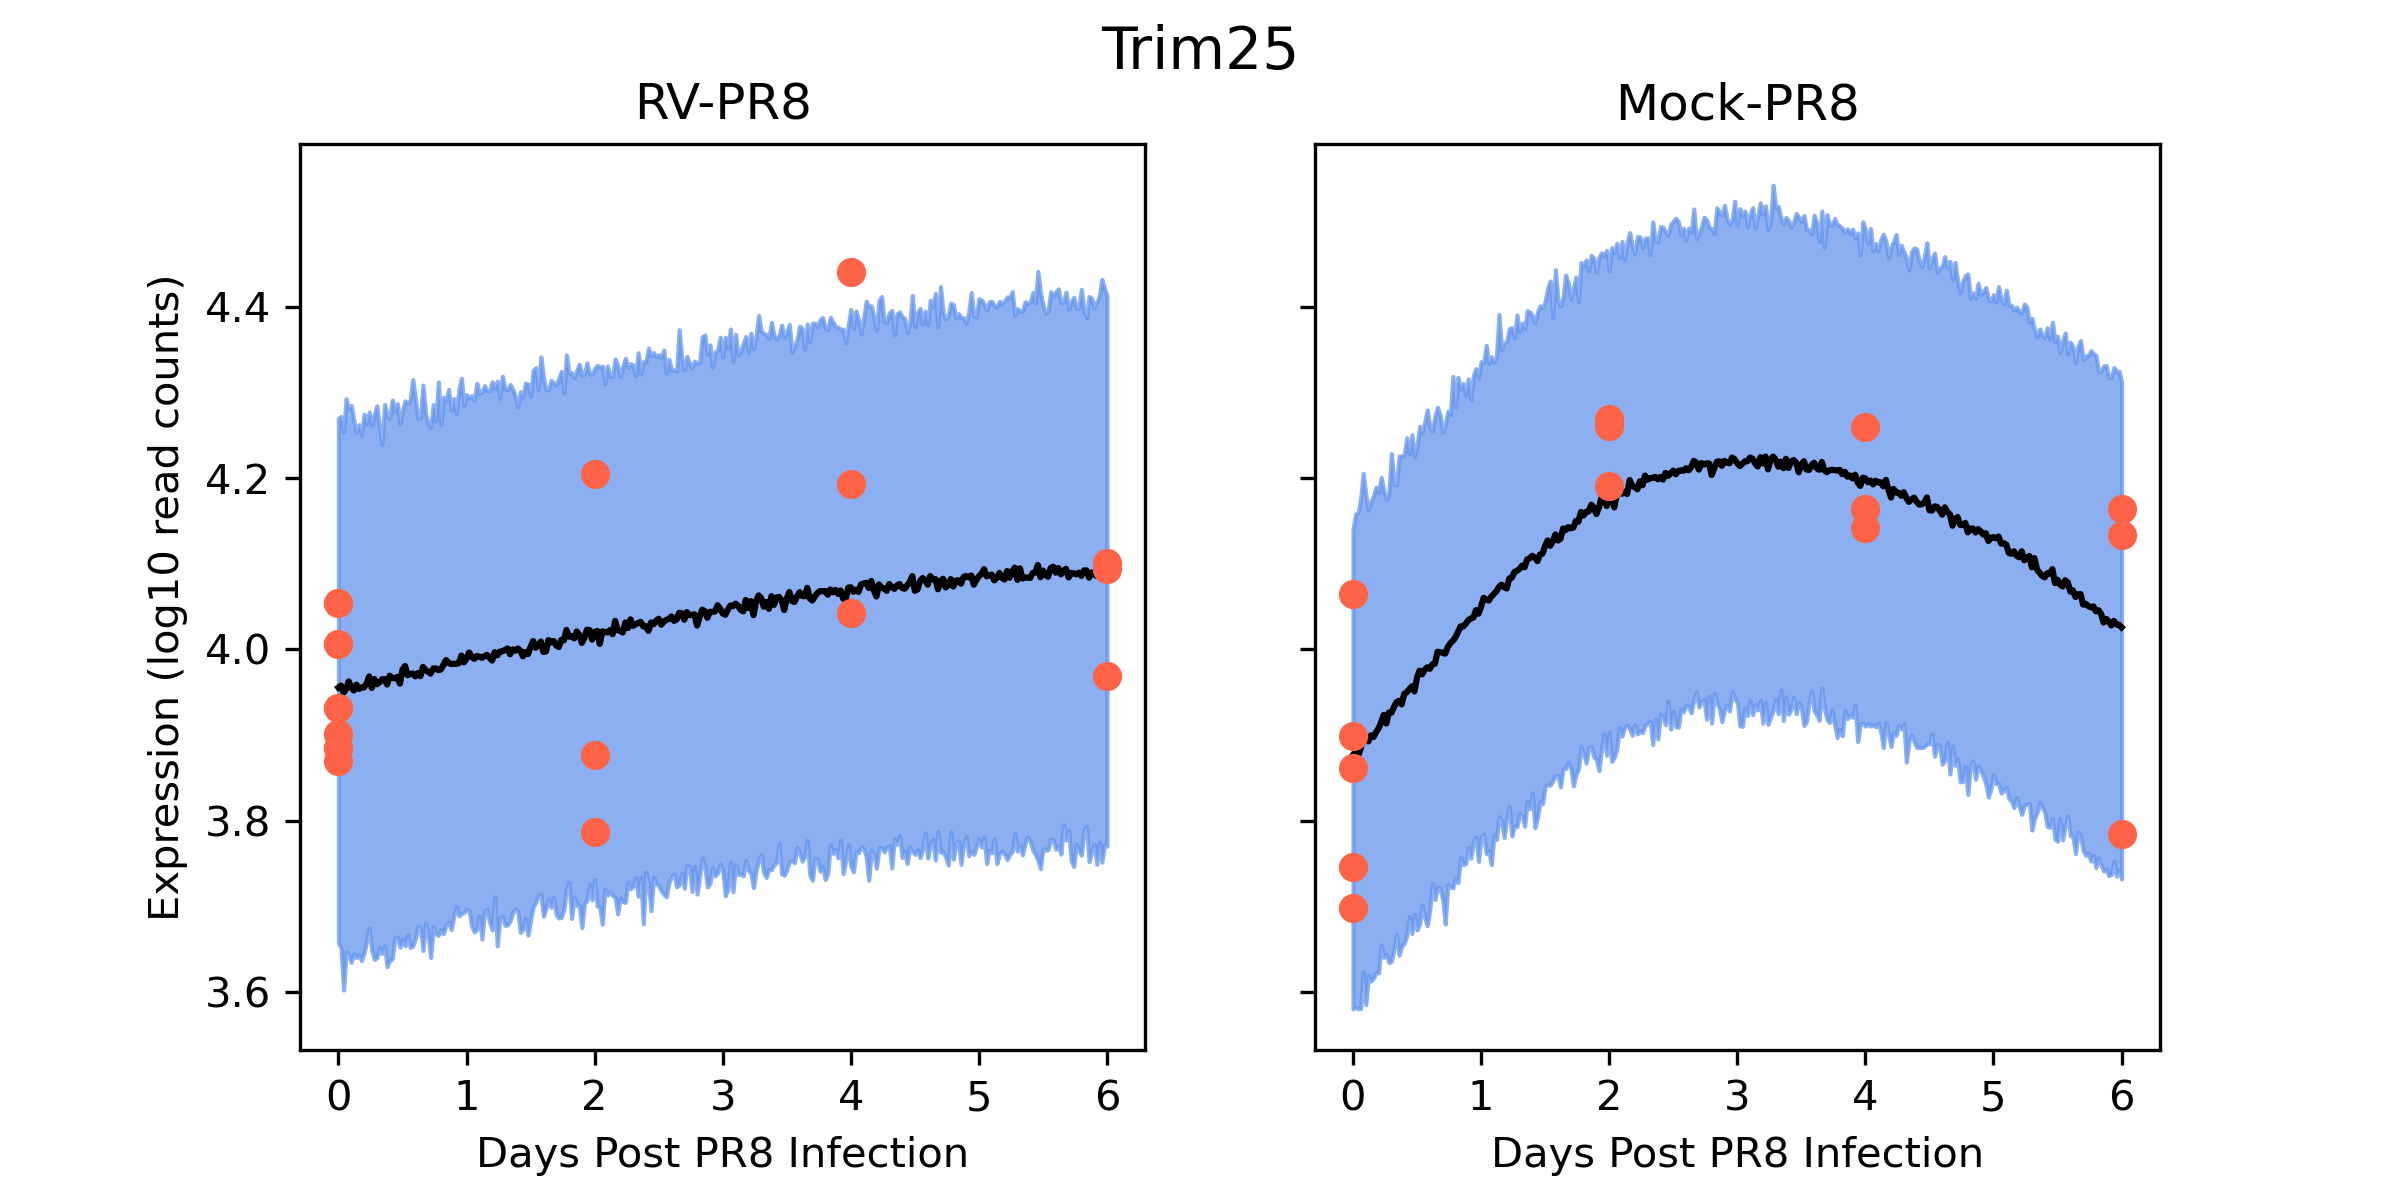 Trim25
RV-PR8
Mock-PR8
Expression (log10 read counts)
4.4
4.2
4.0
3.8
3.6
0 1 2 3 4 5 6
0 1 2 3 4 5 6
Days Post PR8 Infection
Days Post PR8 Infection